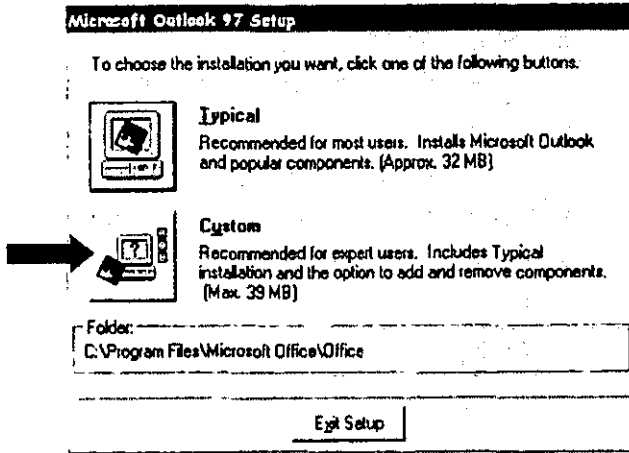 Microsoft Outlook 97 Setup
To choose the installation you want, click one of the following buttons.
Typical
Recommended for most users. Installs Microsoft Outlook
and popular components. (Approx. 32 MB)
?
Custom
Recommended for expert users. Includes Typical
installation and the option to add and remove components.
(Max. 39 MB)
Folder:
C:\Program Files\Microsoft Office\Office
Exit Setup